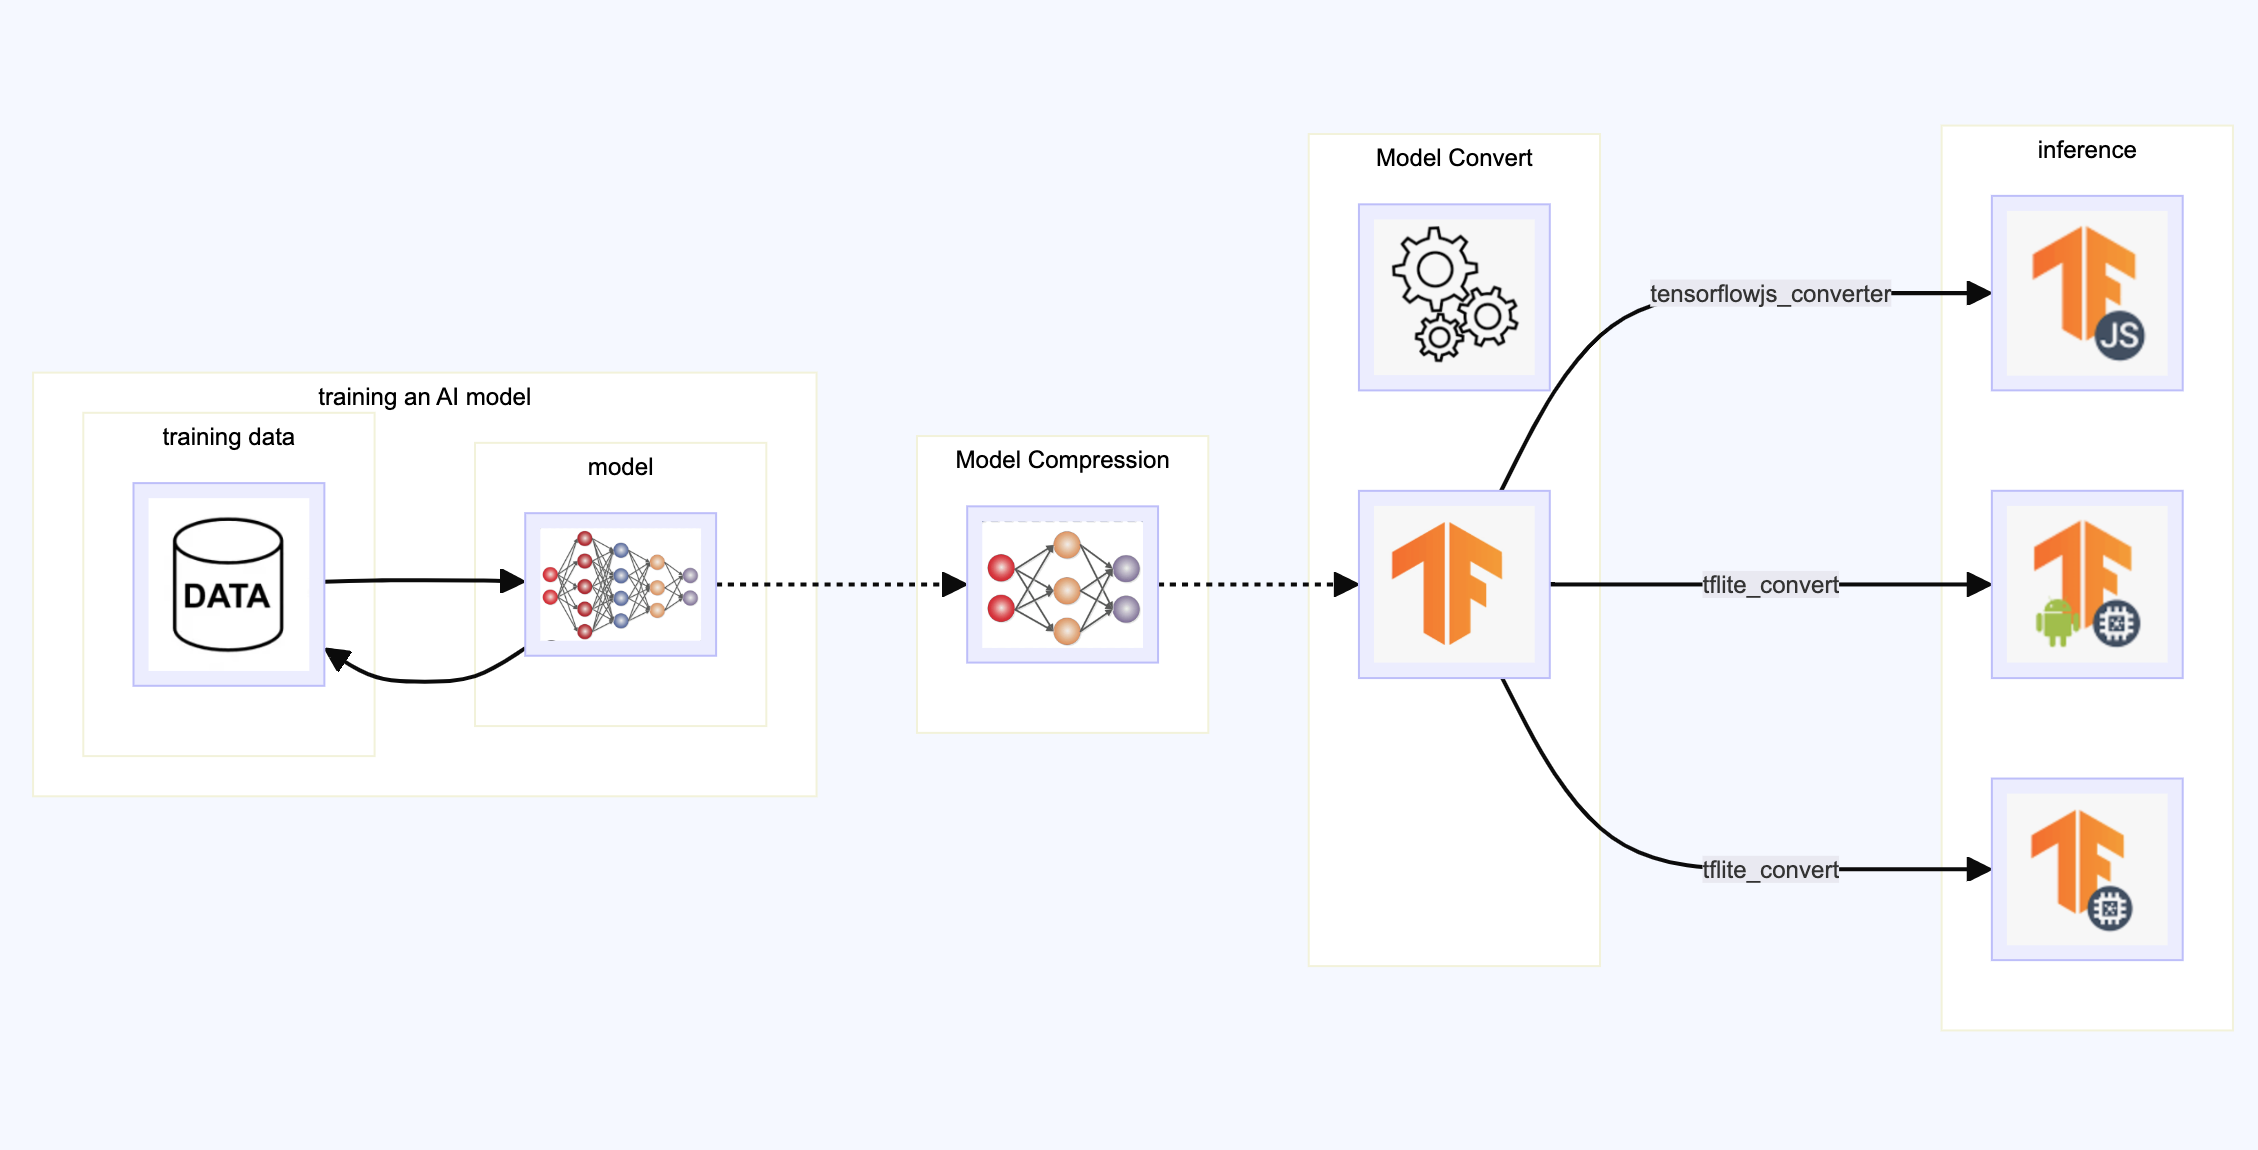 training an AI model
training data
DATA
model
Model Compression
Model Convert
tensorflowjs_converter
tflite_convert
tflite_convert
inference
JS